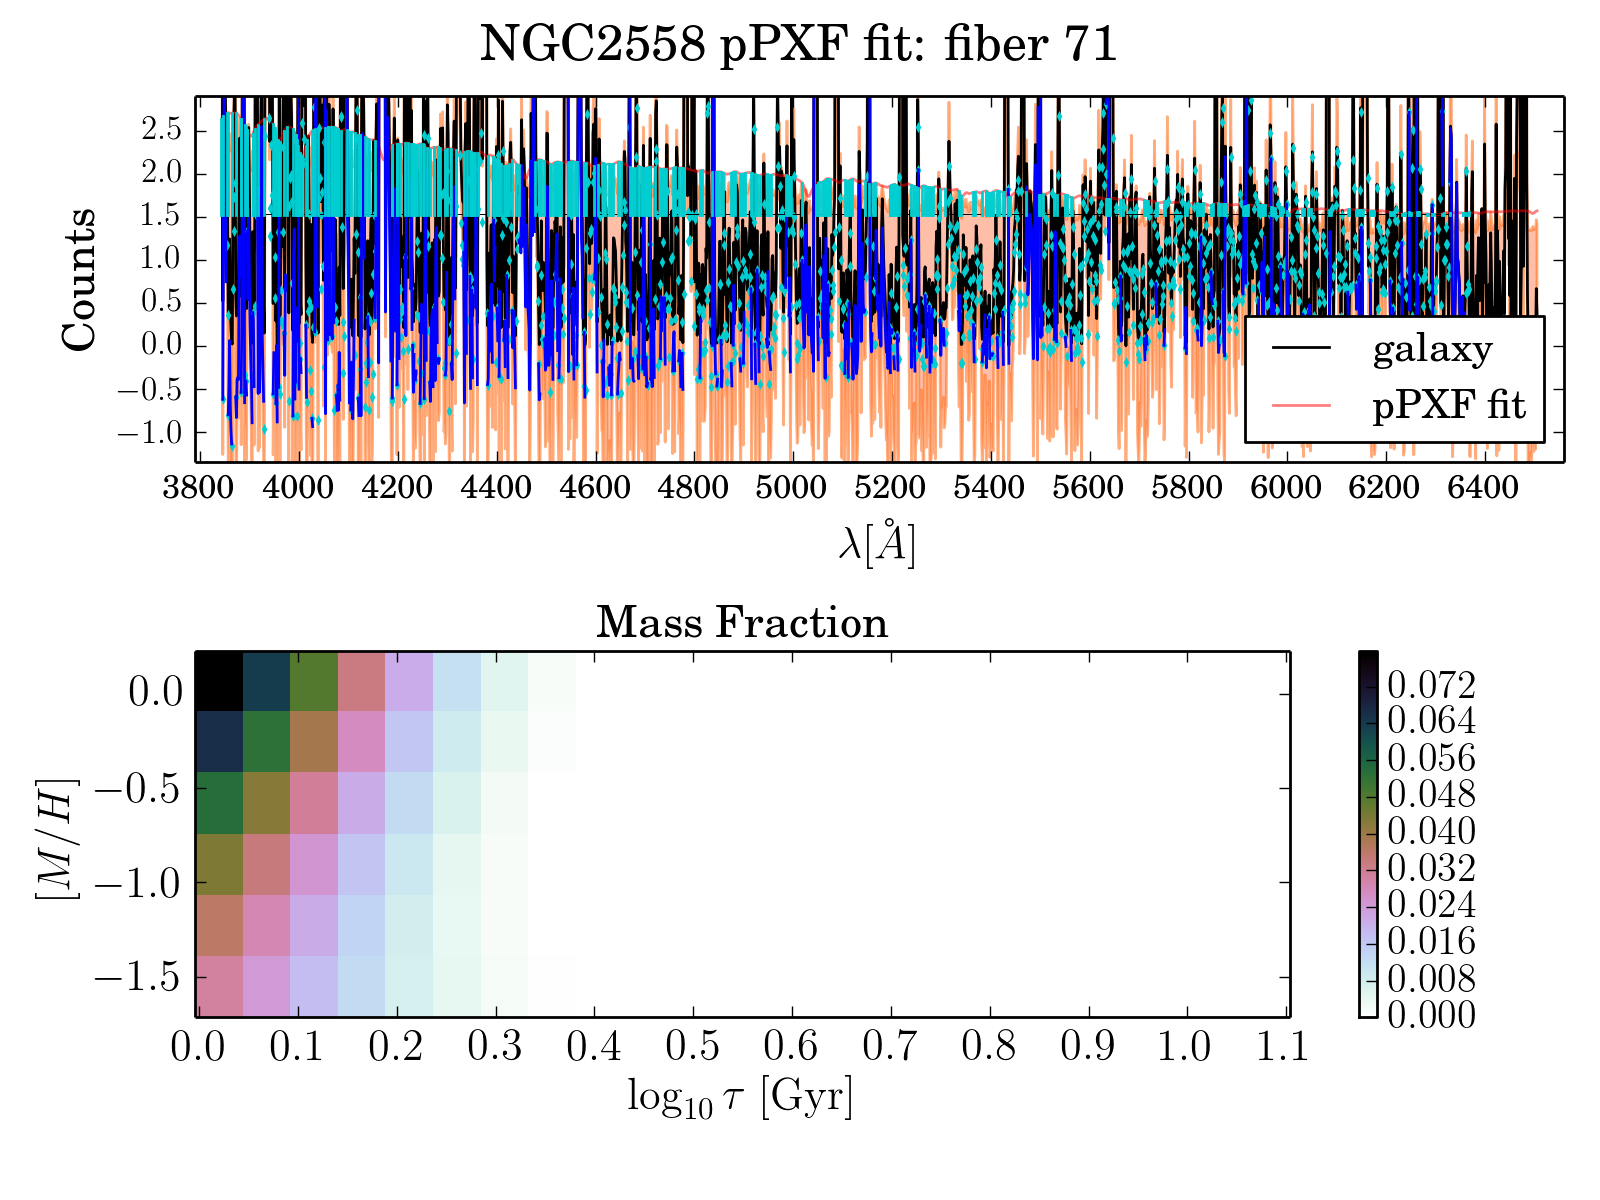 NGC2558 pPXF fit: fiber 71
Counts
2.5
2.0
1.5
1.0
0.5
0.0
−0.5
−1.0
galaxy
pPXF fit
3800 4000 4200 4400 4600 4800 5000 5200 5400 5600 5800 6000 6200 6400
λ[Å]
Mass Fraction
[M/H]
0.0
−0.5
−1.0
−1.5
0.0 0.1 0.2 0.3 0.4 0.5 0.6 0.7 0.8 0.9 1.0 1.1
log₁₀ τ [Gyr]
0.072
0.064
0.056
0.048
0.040
0.032
0.024
0.016
0.008
0.000